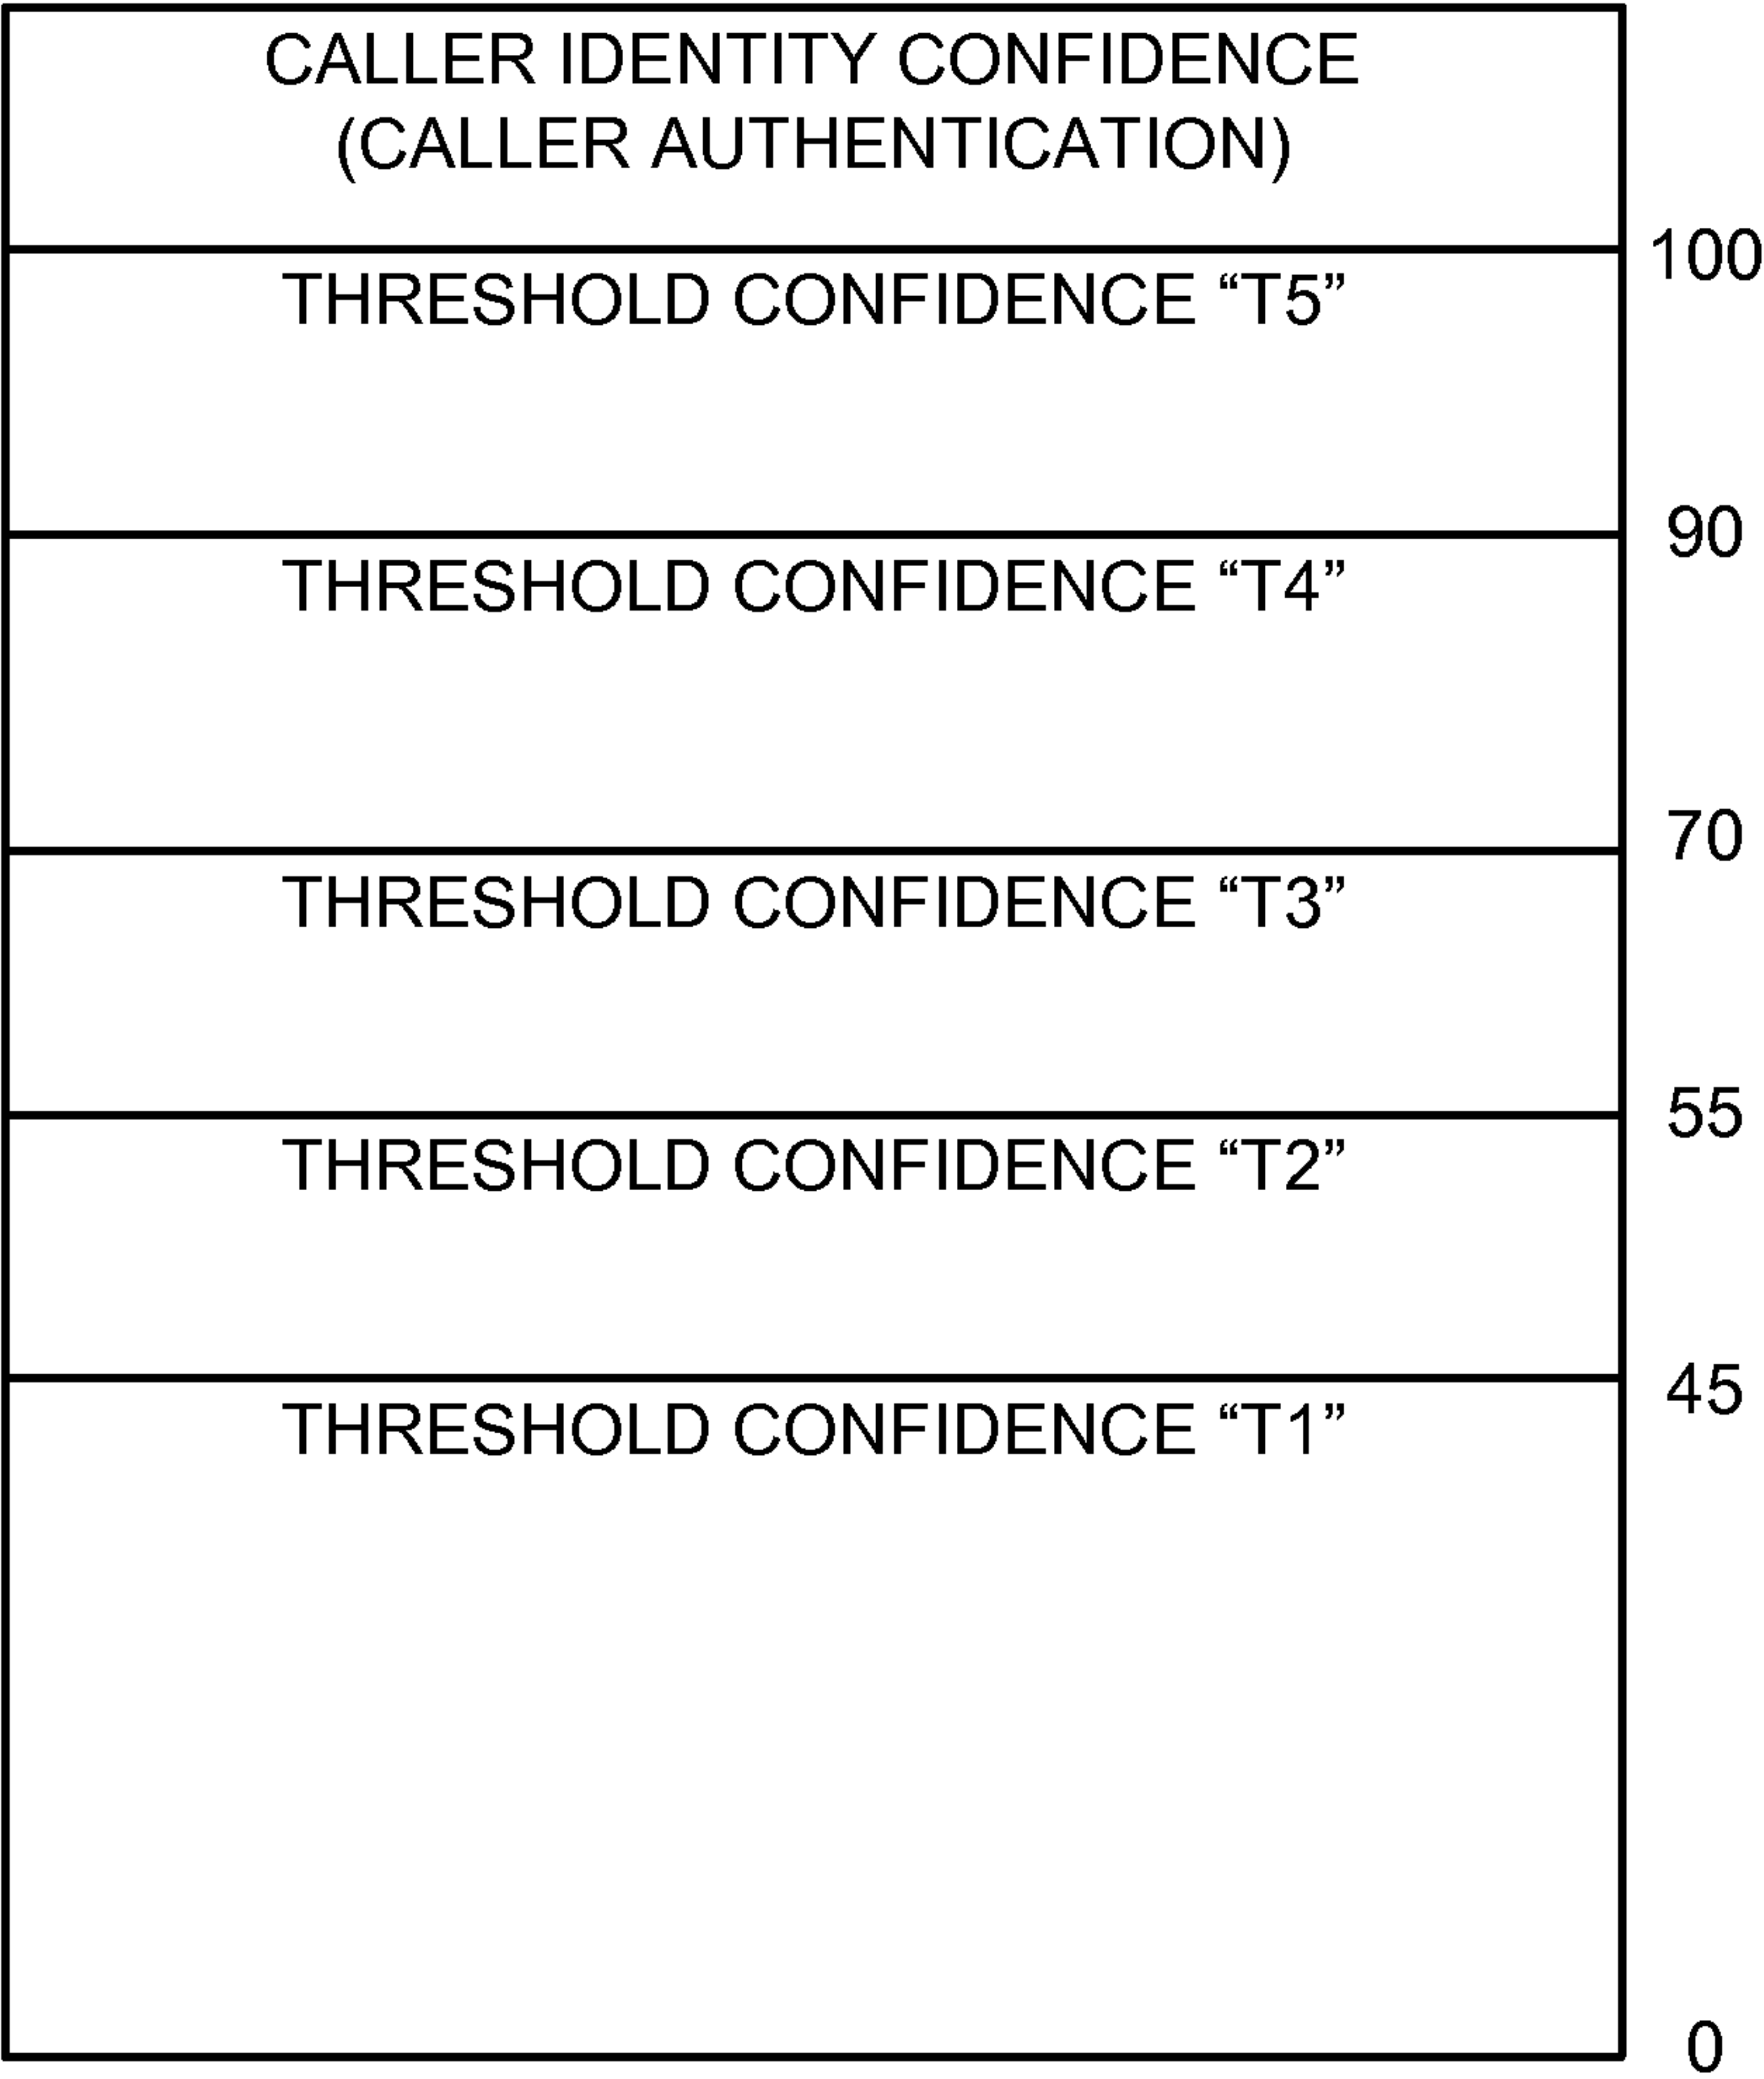 CALLER IDENTITY CONFIDENCE
(CALLER AUTHENTICATION)
100
THRESHOLD CONFIDENCE “T5”
90
THRESHOLD CONFIDENCE “T4”
70
THRESHOLD CONFIDENCE “T3”
55
THRESHOLD CONFIDENCE “T2”
45
THRESHOLD CONFIDENCE “T1”
0